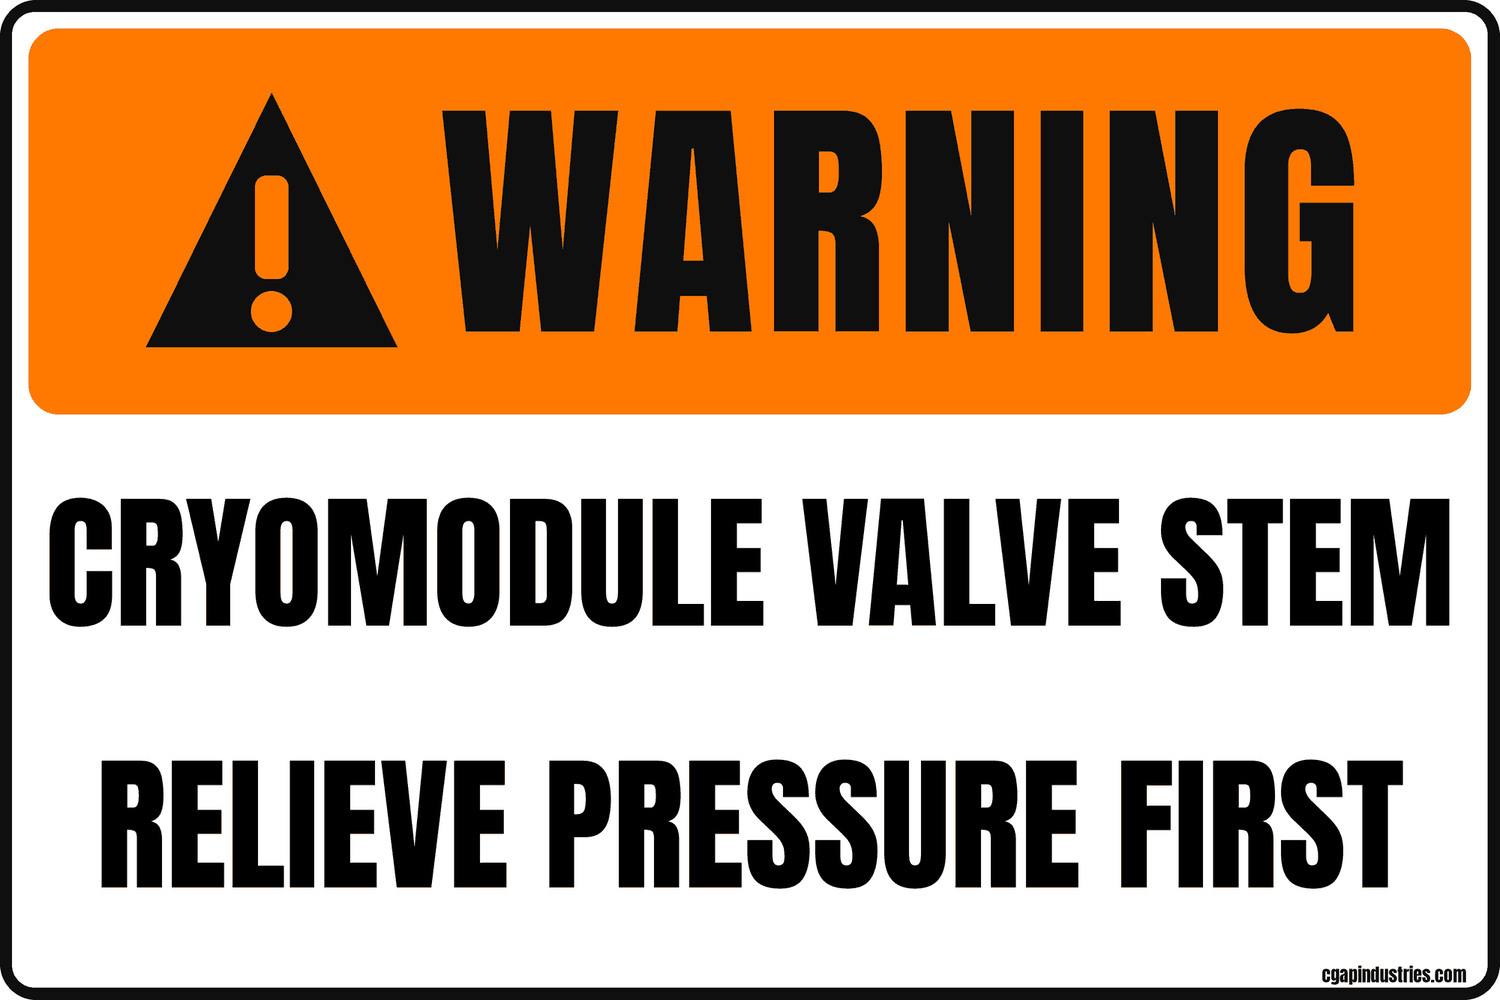 WARNING
CRYOMODULE VALVE STEM
RELIEVE PRESSURE FIRST
cgapindustries.com